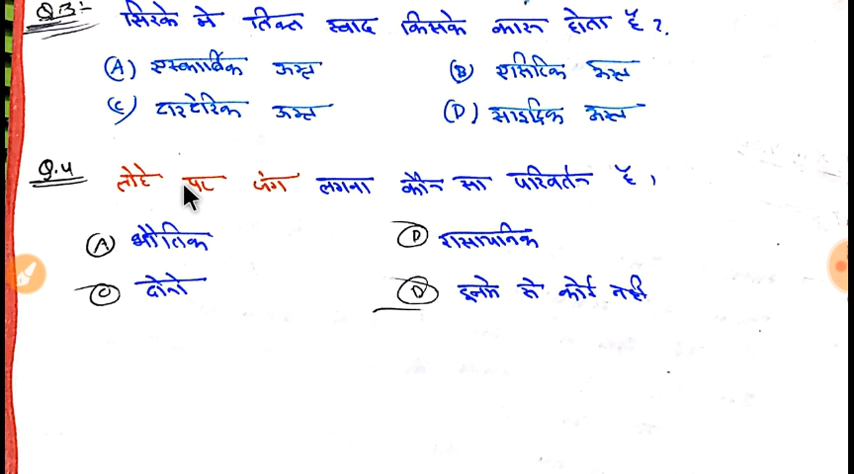 Q.3:- सिरके मे तिक्त स्वाद किसके कारण होता है?
(A) एस्कार्बिक अम्ल (B) एसिटिक अम्ल
(C) टारटेरिक अम्ल (D) साइट्रिक अम्ल
Q.4 लोहे पर जंग लगना कौन सा परिवर्तन है।
(A) भौतिक (B) रासायनिक
(C) दोनो (D) इनमे से कोई नही